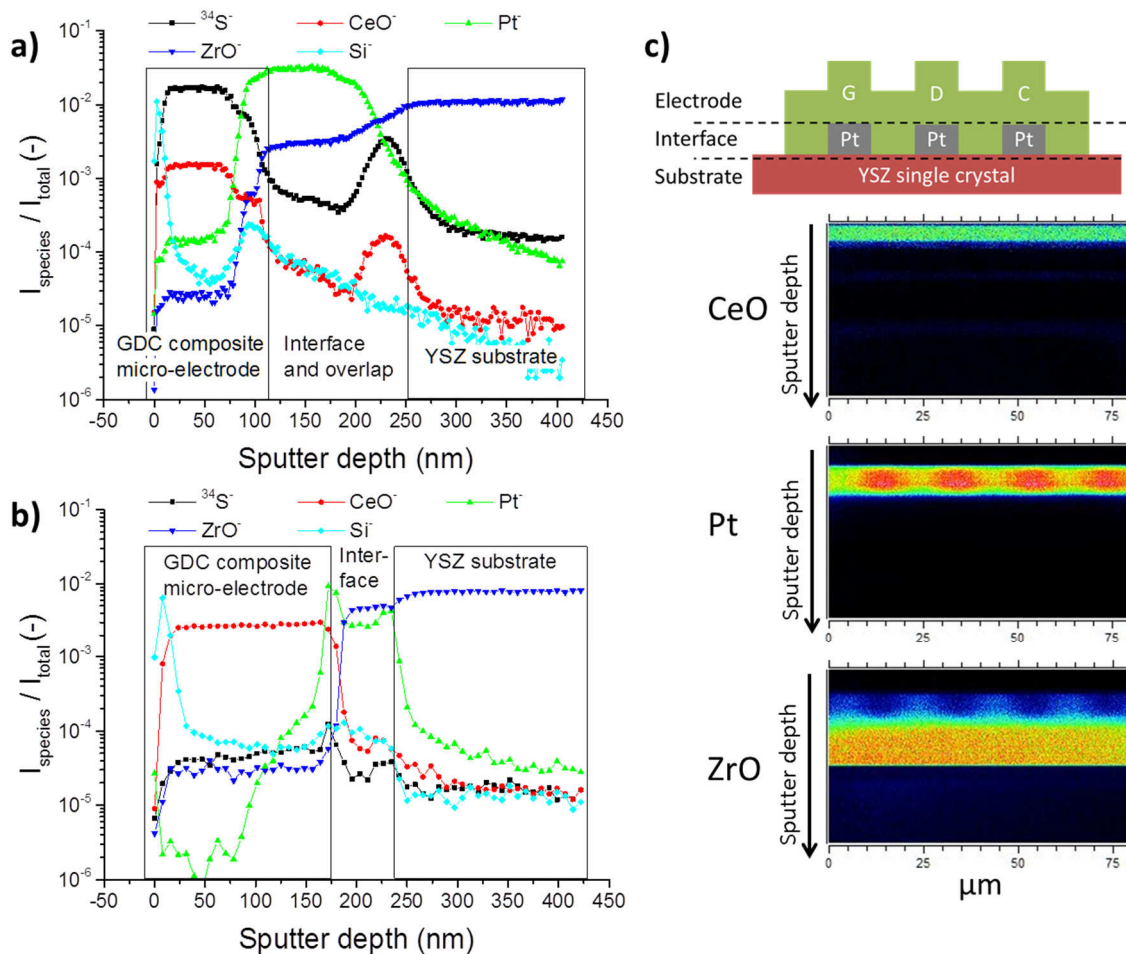 a)
³⁴S⁻ CeO⁻ Pt⁻
ZrO⁻ Si⁻
I_species / I_total (-)
10⁻¹
10⁻²
10⁻³
10⁻⁴
10⁻⁵
10⁻⁶
GDC composite
micro-electrode
Interface
and overlap
YSZ substrate
-50 0 50 100 150 200 250 300 350 400 450
Sputter depth (nm)
b)
³⁴S⁻ CeO⁻ Pt⁻
ZrO⁻ Si⁻
I_species / I_total (-)
10⁻¹
10⁻²
10⁻³
10⁻⁴
10⁻⁵
10⁻⁶
GDC composite
micro-electrode
Inter-
face
YSZ substrate
-50 0 50 100 150 200 250 300 350 400 450
Sputter depth (nm)
c)
Electrode
Interface
Substrate
G D C
Pt Pt Pt
YSZ single crystal
CeO
Sputter depth
0 25 50 75
Pt
Sputter depth
0 25 50 75
ZrO
Sputter depth
0 25 50 75
μm